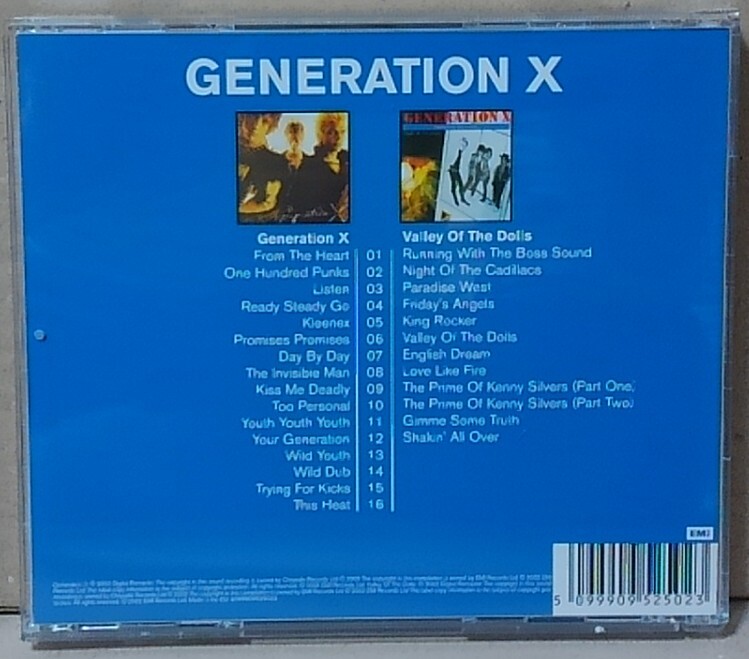 GENERATION X
GENERATION X
Generation X
From The Heart 01
One Hundred Punks 02
Listen 03
Ready Steady Go 04
Kleenex 05
Promises Promises 06
Day By Day 07
The Invisible Man 08
Kiss Me Deadly 09
Too Personal 10
Youth Youth Youth 11
Your Generation 12
Wild Youth 13
Wild Dub 14
Trying For Kicks 15
This Heat 16
Valley Of The Dolls
Running With The Boss Sound
Night Of The Cadillacs
Paradise West
Friday's Angels
King Rocker
Valley Of The Dolls
English Dream
Love Like Fire
The Prime Of Kenny Silvers (Part One)
The Prime Of Kenny Silvers (Part Two)
Gimme Some Truth
Shakin' All Over
EMI
5 099909 525023